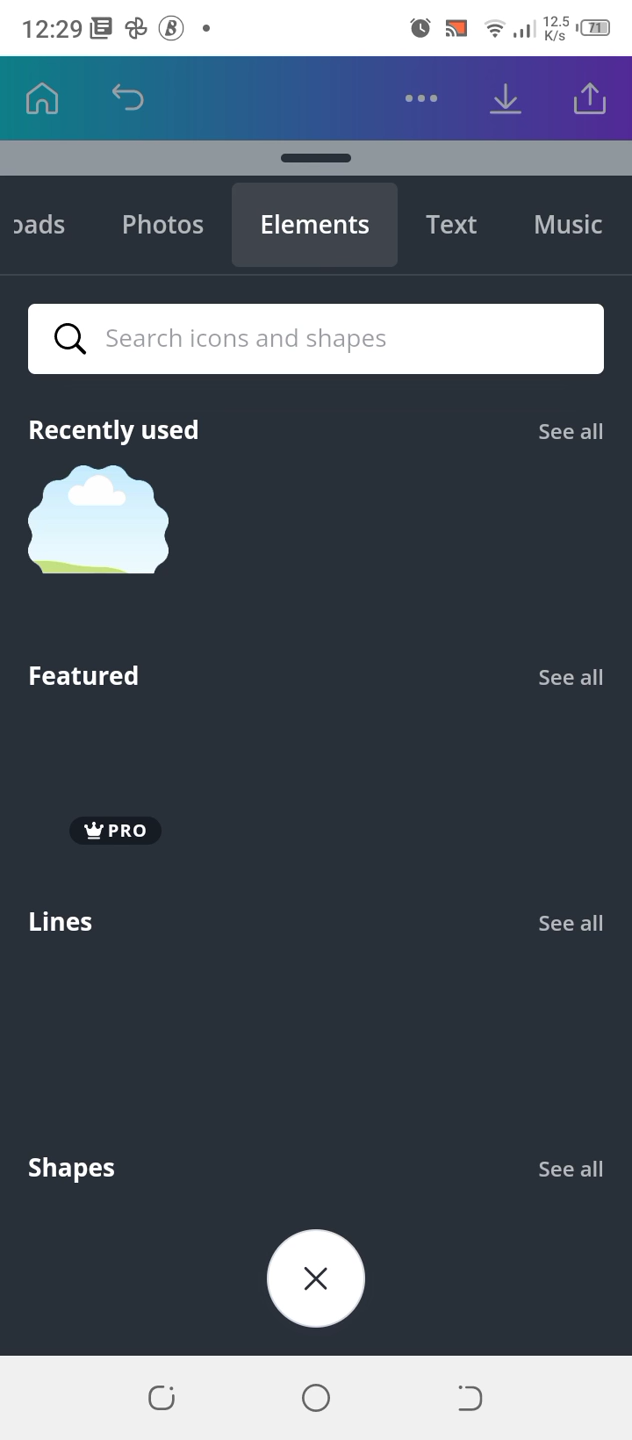 12:29
12.5
K/s
71
oads Photos Elements Text Music
Search icons and shapes
Recently used See all
Featured See all
PRO
Lines See all
Shapes See all